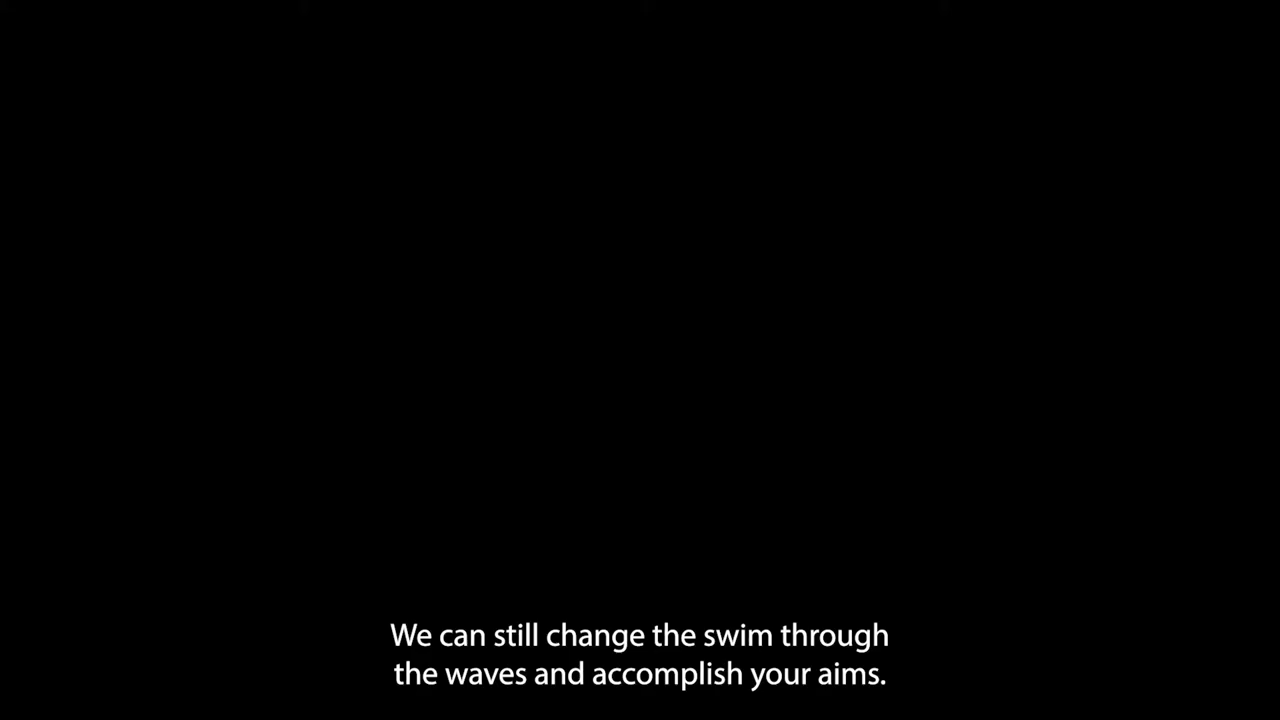 We can still change the swim through
the waves and accomplish your aims.